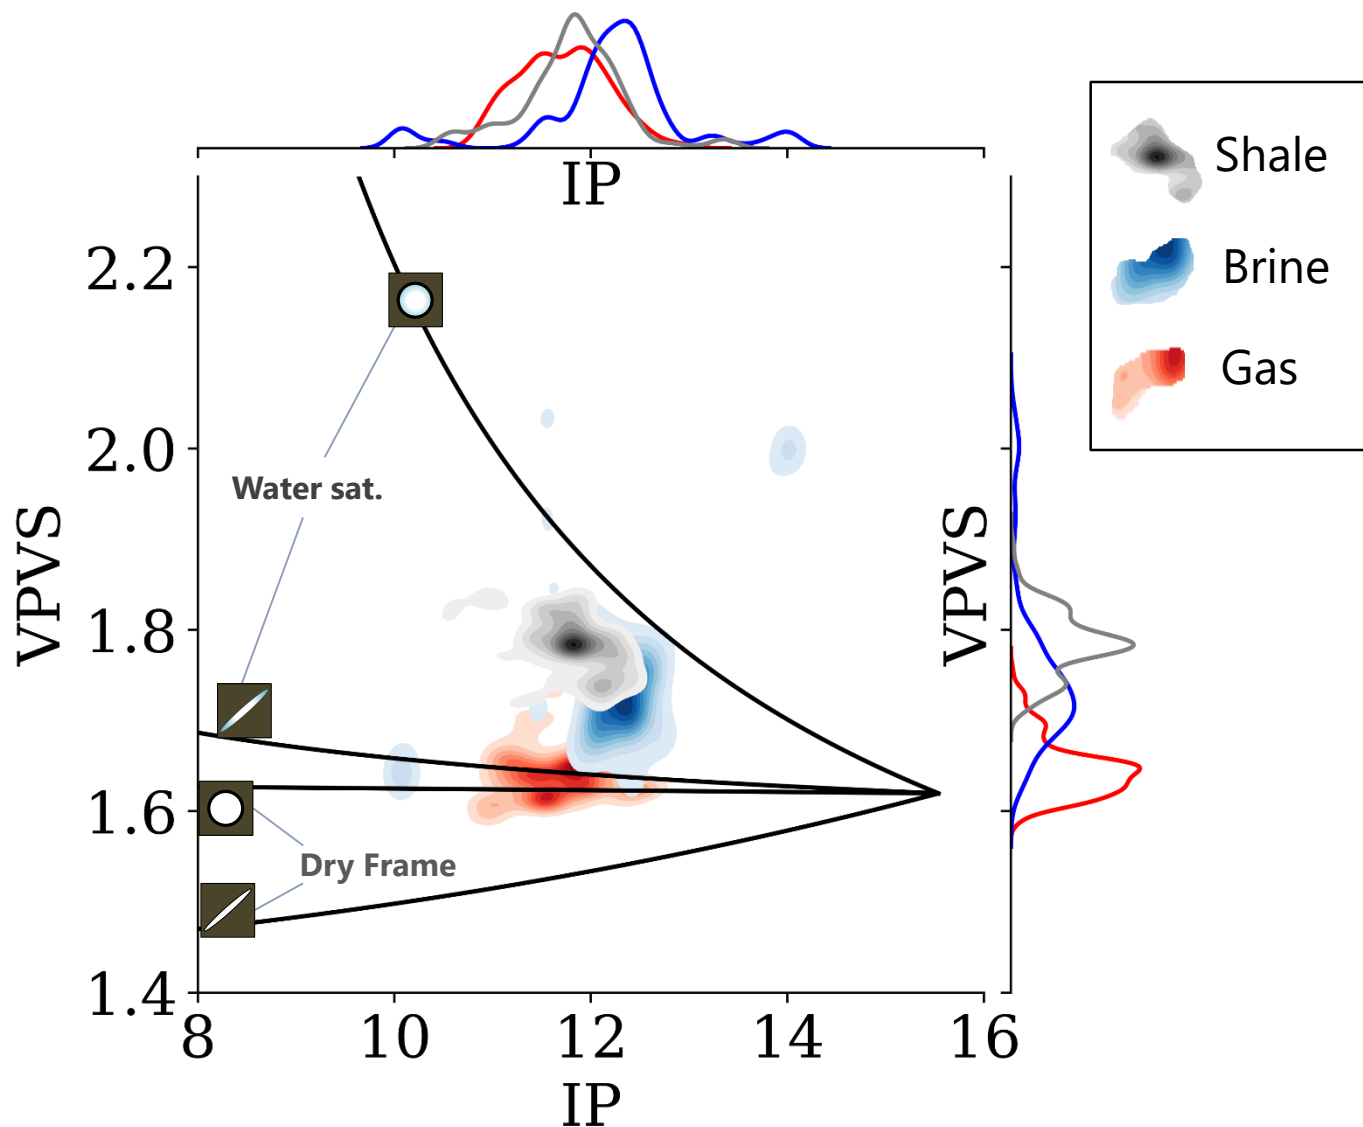 IP
Shale
Brine
Gas
2.2
2.0
1.8
1.6
1.4
VPVS
VPVS
Water sat.
Dry Frame
8
10
12
14
16
IP